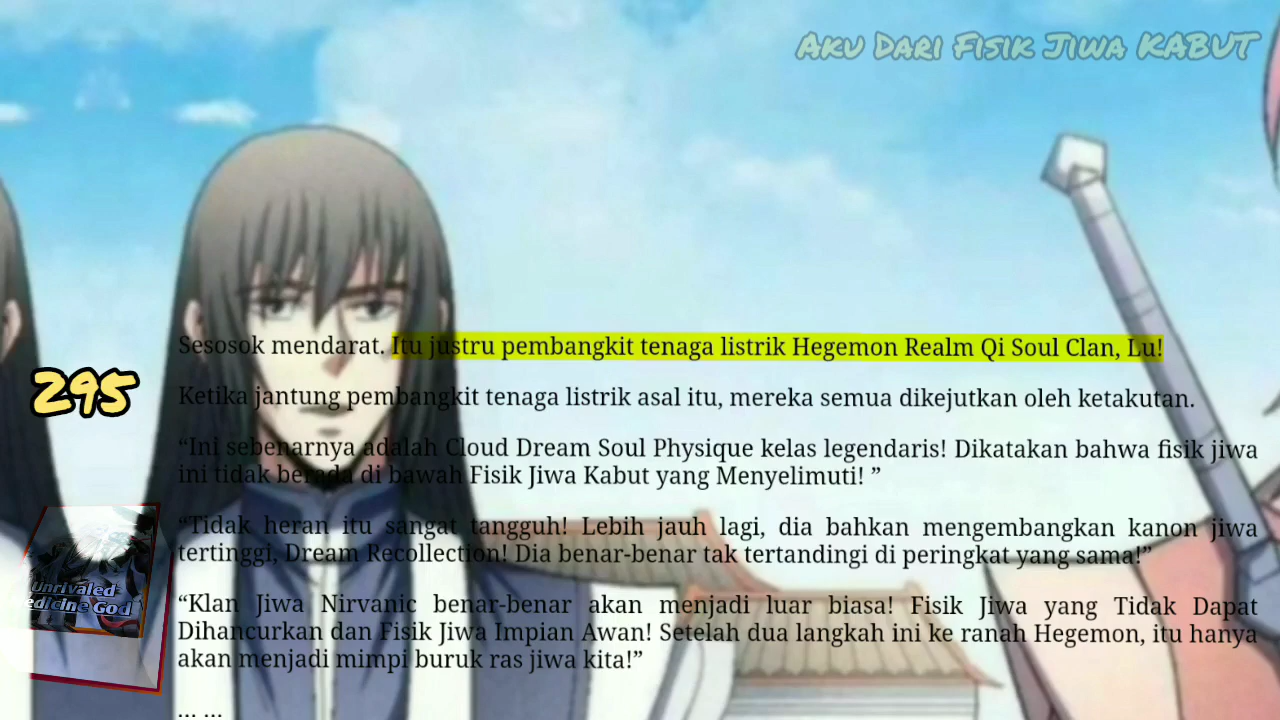 Aku Dari Fisik Jiwa KABUT
Sesosok mendarat. Itu justru pembangkit tenaga listrik Hegemon Realm Qi Soul Clan, Lu!
295
Ketika jantung pembangkit tenaga listrik asal itu, mereka semua dikejutkan oleh ketakutan.
“Ini sebenarnya adalah Cloud Dream Soul Physique kelas legendaris! Dikatakan bahwa fisik jiwa
ini tidak berada di bawah Fisik Jiwa Kabut yang Menyelimuti! ”
“Tidak heran itu sangat tangguh! Lebih jauh lagi, dia bahkan mengembangkan kanon jiwa
tertinggi, Dream Recollection! Dia benar-benar tak tertandingi di peringkat yang sama!”
Unrivaled
Medicine God
“Klan Jiwa Nirvanic benar-benar akan menjadi luar biasa! Fisik Jiwa yang Tidak Dapat
Dihancurkan dan Fisik Jiwa Impian Awan! Setelah dua langkah ini ke ranah Hegemon, itu hanya
akan menjadi mimpi buruk ras jiwa kita!”
... ...